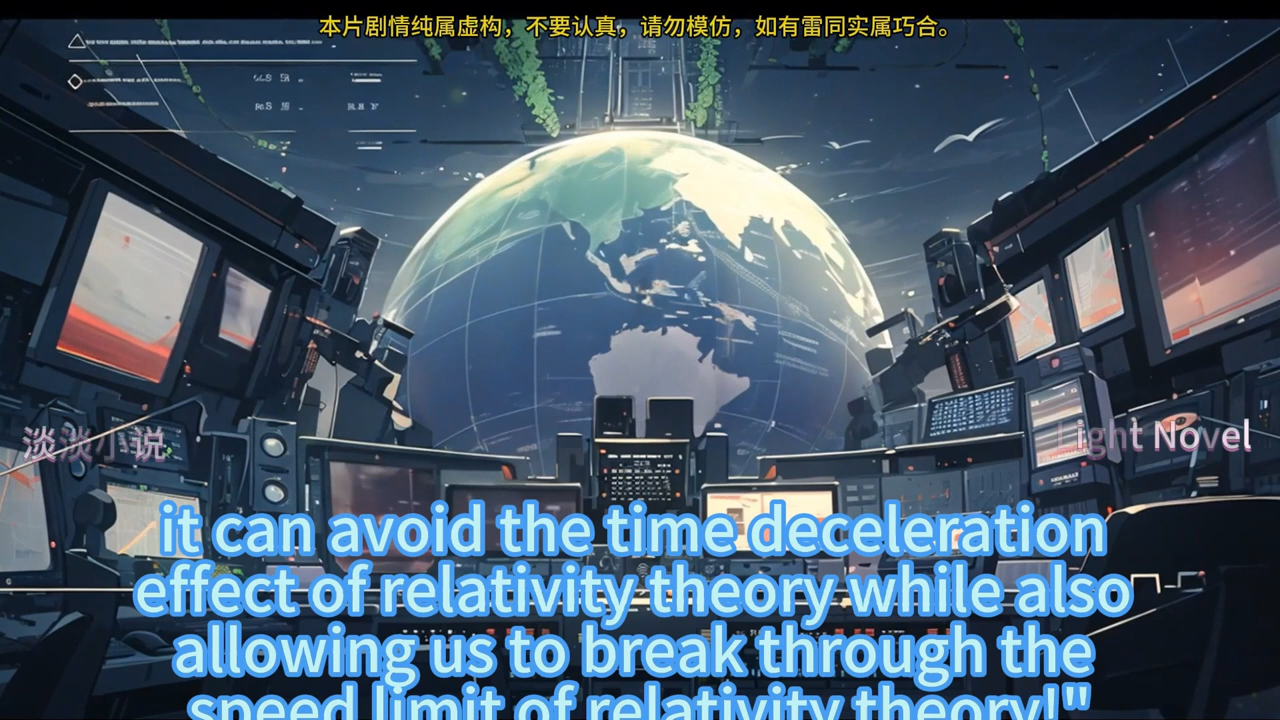 本片剧情纯属虚构，不要认真，请勿模仿，如有雷同实属巧合。
淡淡小说
Light Novel
it can avoid the time deceleration
effect of relativity theory while also
allowing us to break through the
speed limit of relativity theory!"